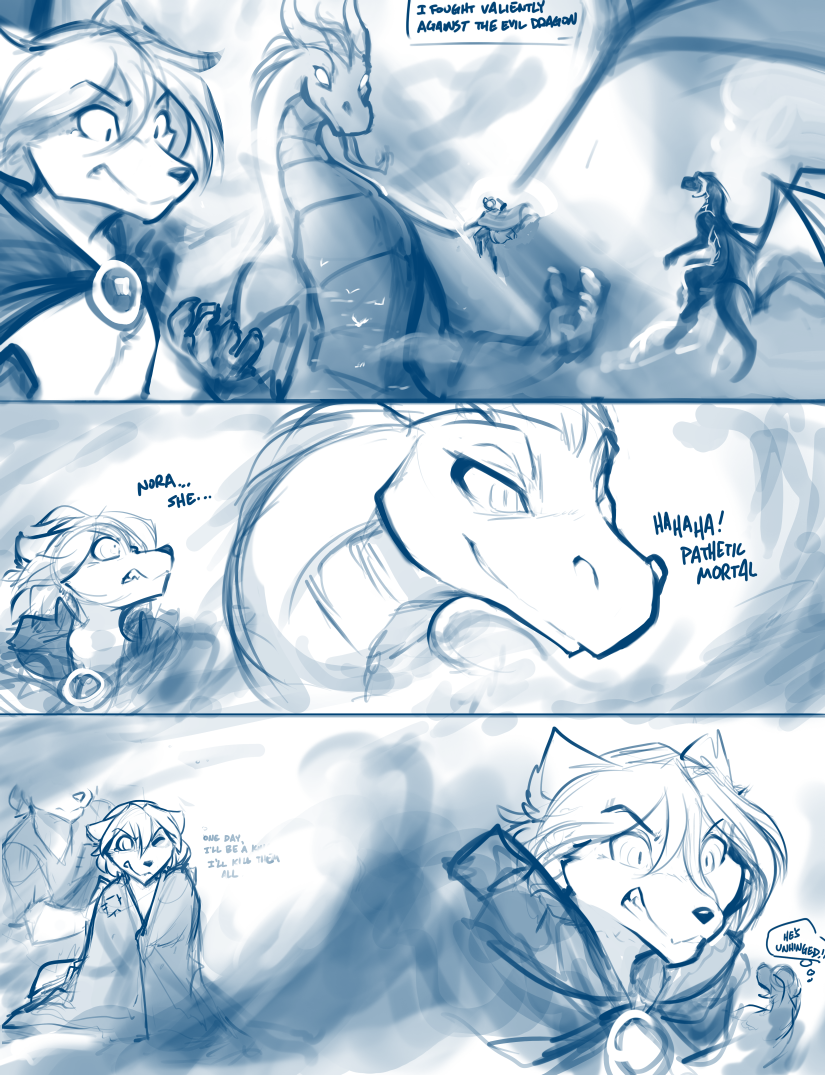 I FOUGHT VALIENTLY
AGAINST THE EVIL DRAGON
NORA...
SHE...
HAHAHA!
PATHETIC
MORTAL
ONE DAY,
I'LL BE A
I'LL KILL THEM
ALL
HE'S
UNHINGED!!